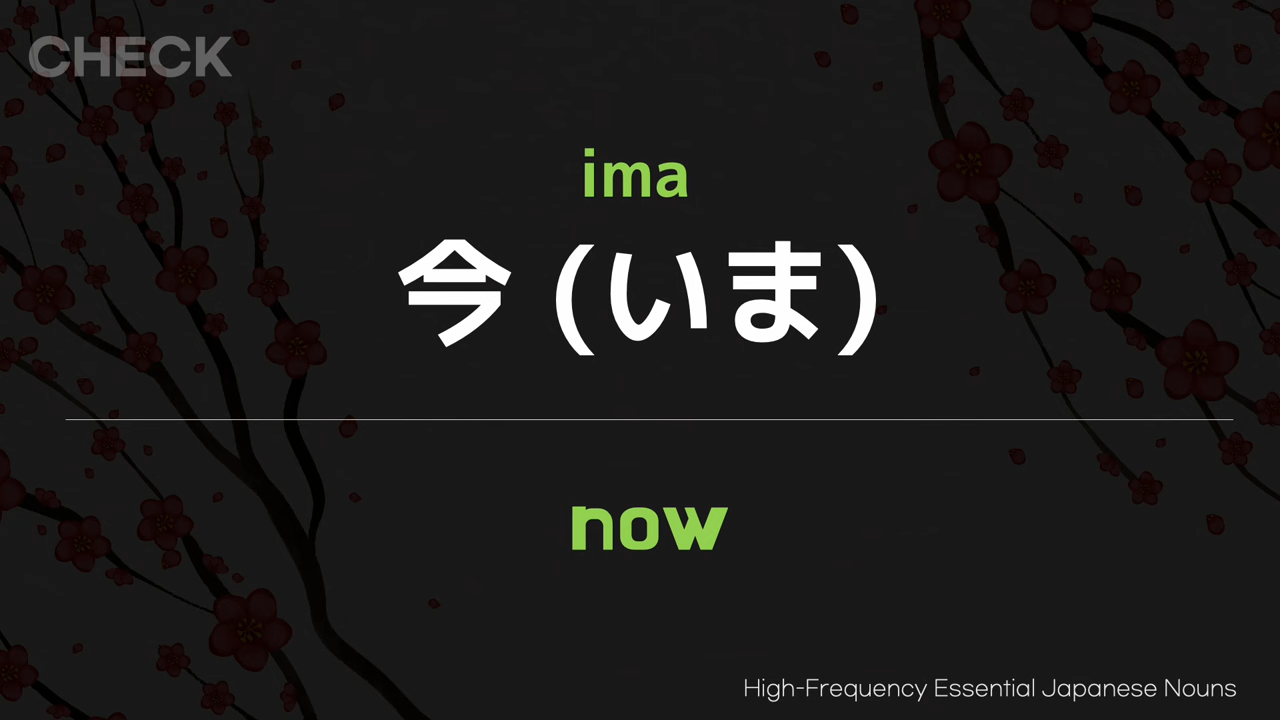 CHECK
ima
今 (いま)
now
High-Frequency Essential Japanese Nouns